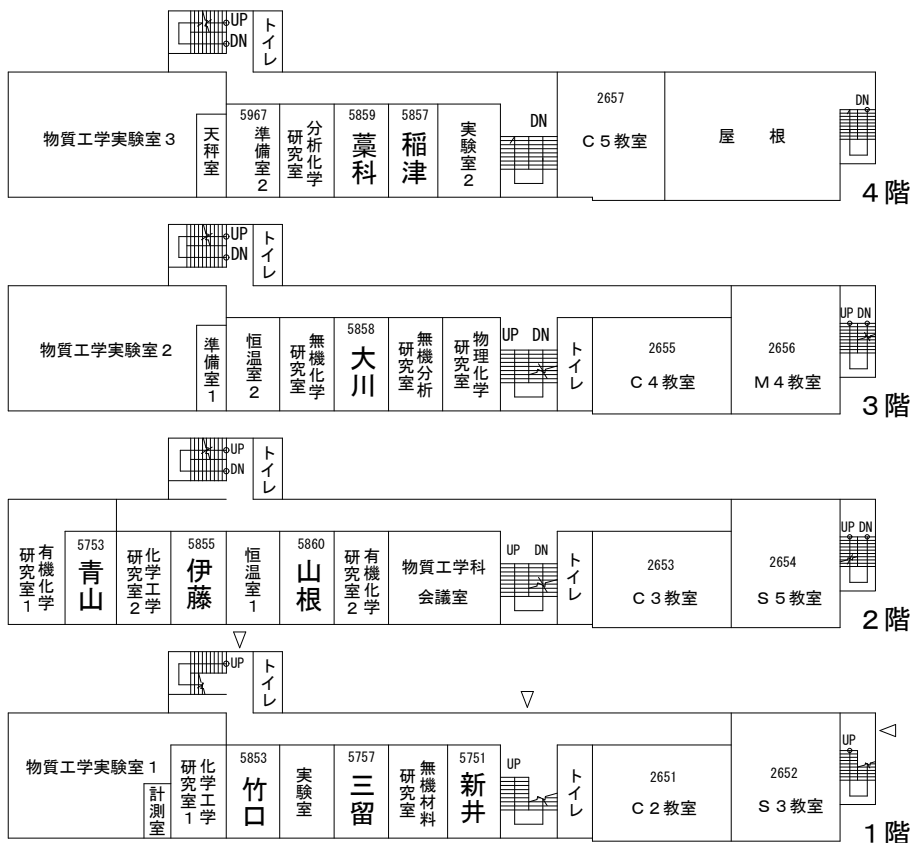 UP
DN
トイレ
物質工学実験室３
天秤室
5967
準備室２
分析化学
研究室
5859
藁科
5857
稲津
実験室２
DN
2657
Ｃ５教室
屋　根
DN
４階
UP
DN
トイレ
物質工学実験室２
準備室１
恒温室２
無機化学
研究室
5858
大川
無機分析
研究室
物理化学
研究室
UP DN
トイレ
2655
Ｃ４教室
2656
Ｍ４教室
UP DN
３階
UP
DN
トイレ
有機化学
研究室１
5753
青山
化学工学
研究室２
5855
伊藤
恒温室１
5860
山根
有機化学
研究室２
物質工学科
会議室
UP DN
トイレ
2653
Ｃ３教室
2654
Ｓ５教室
UP DN
２階
UP
トイレ
物質工学実験室１
計測室
化学工学
研究室１
5853
竹口
実験室
5757
三留
無機材料
研究室
5751
新井
UP
トイレ
2651
Ｃ２教室
2652
Ｓ３教室
UP
１階